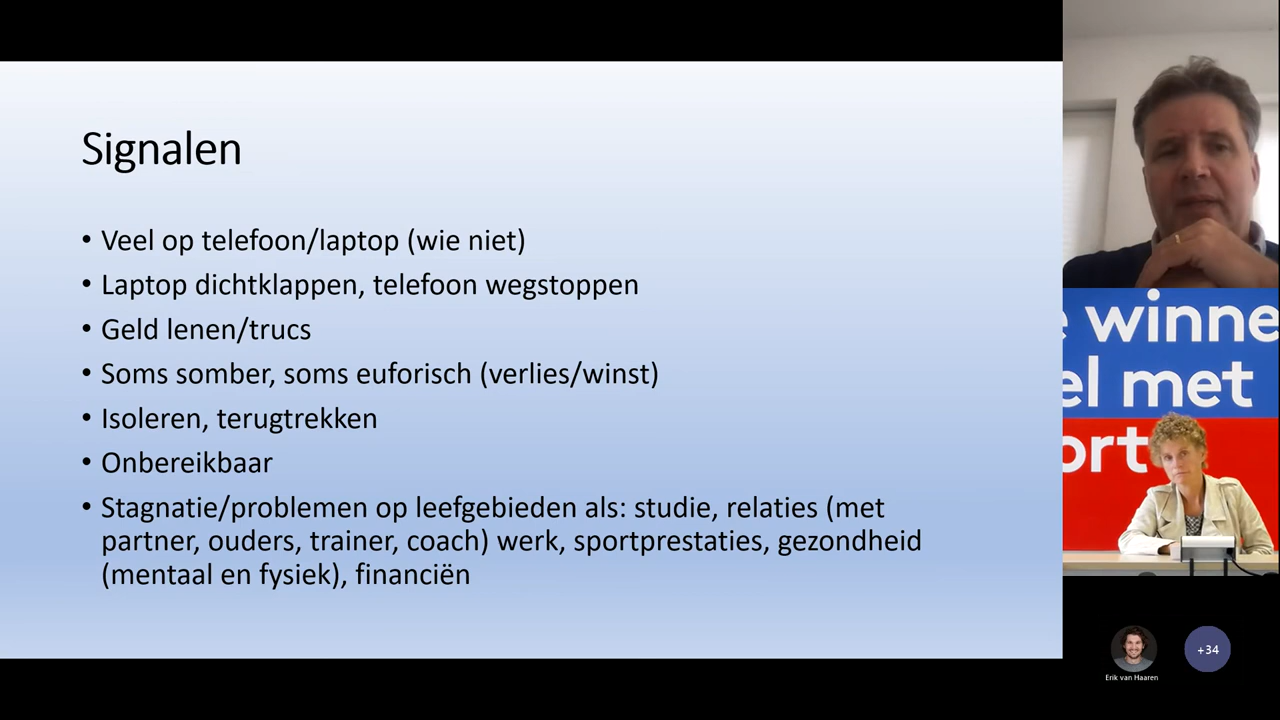 Signalen
• Veel op telefoon/laptop (wie niet)
• Laptop dichtklappen, telefoon wegstoppen
• Geld lenen/trucs
• Soms somber, soms euforisch (verlies/winst)
• Isoleren, terugtrekken
• Onbereikbaar
• Stagnatie/problemen op leefgebieden als: studie, relaties (met
partner, ouders, trainer, coach) werk, sportprestaties, gezondheid
(mentaal en fysiek), financiën
e winne
el met
ort
Erik van Haaren
+34